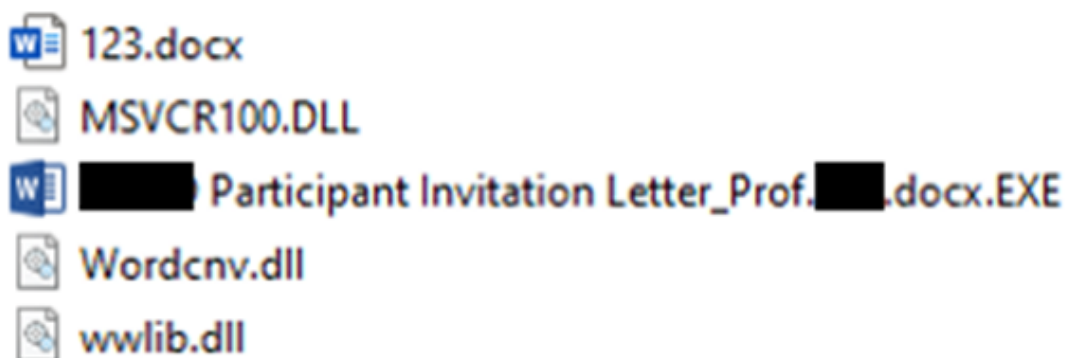 123.docx
MSVCR100.DLL
Participant Invitation Letter_Prof. .docx.EXE
Wordcnv.dll
wwlib.dll